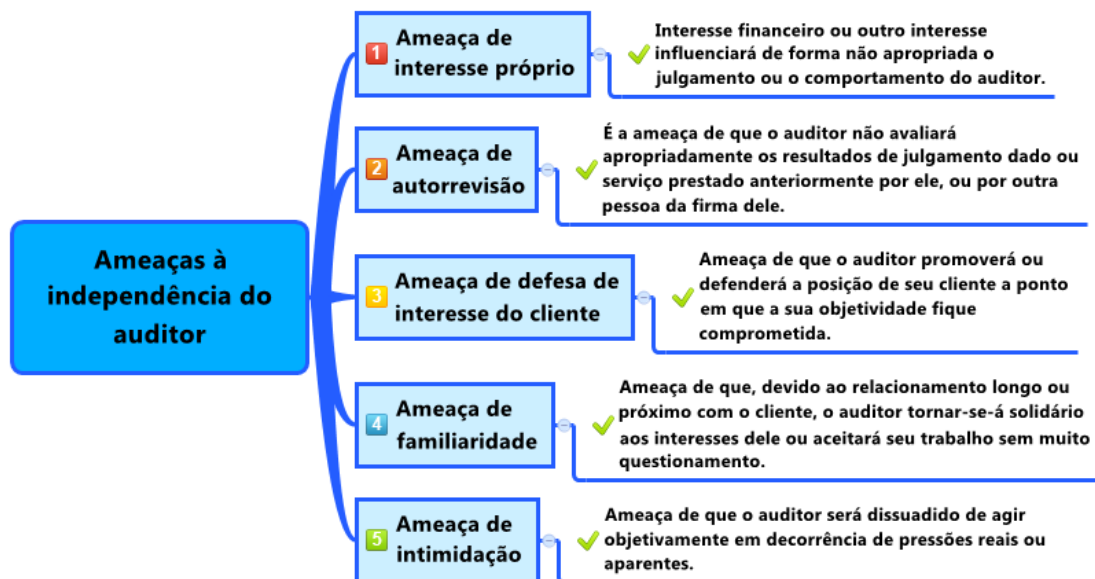 Ameaças à
independência do
auditor
1
Ameaça de
interesse próprio
Interesse financeiro ou outro interesse
influenciará de forma não apropriada o
julgamento ou o comportamento do auditor.
2
Ameaça de
autorrevisão
É a ameaça de que o auditor não avaliará
apropriadamente os resultados de julgamento dado ou
serviço prestado anteriormente por ele, ou por outra
pessoa da firma dele.
3
Ameaça de defesa de
interesse do cliente
Ameaça de que o auditor promoverá ou
defenderá a posição de seu cliente a ponto
em que a sua objetividade fique
comprometida.
4
Ameaça de
familiaridade
Ameaça de que, devido ao relacionamento longo ou
próximo com o cliente, o auditor tornar-se-á solidário
aos interesses dele ou aceitará seu trabalho sem muito
questionamento.
5
Ameaça de
intimidação
Ameaça de que o auditor será dissuadido de agir
objetivamente em decorrência de pressões reais ou
aparentes.